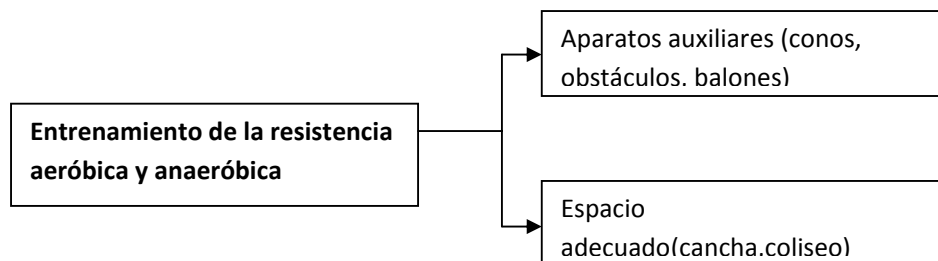 Aparatos auxiliares (conos,
obstáculos. balones)
Entrenamiento de la resistencia
aeróbica y anaeróbica
Espacio
adecuado(cancha.coliseo)